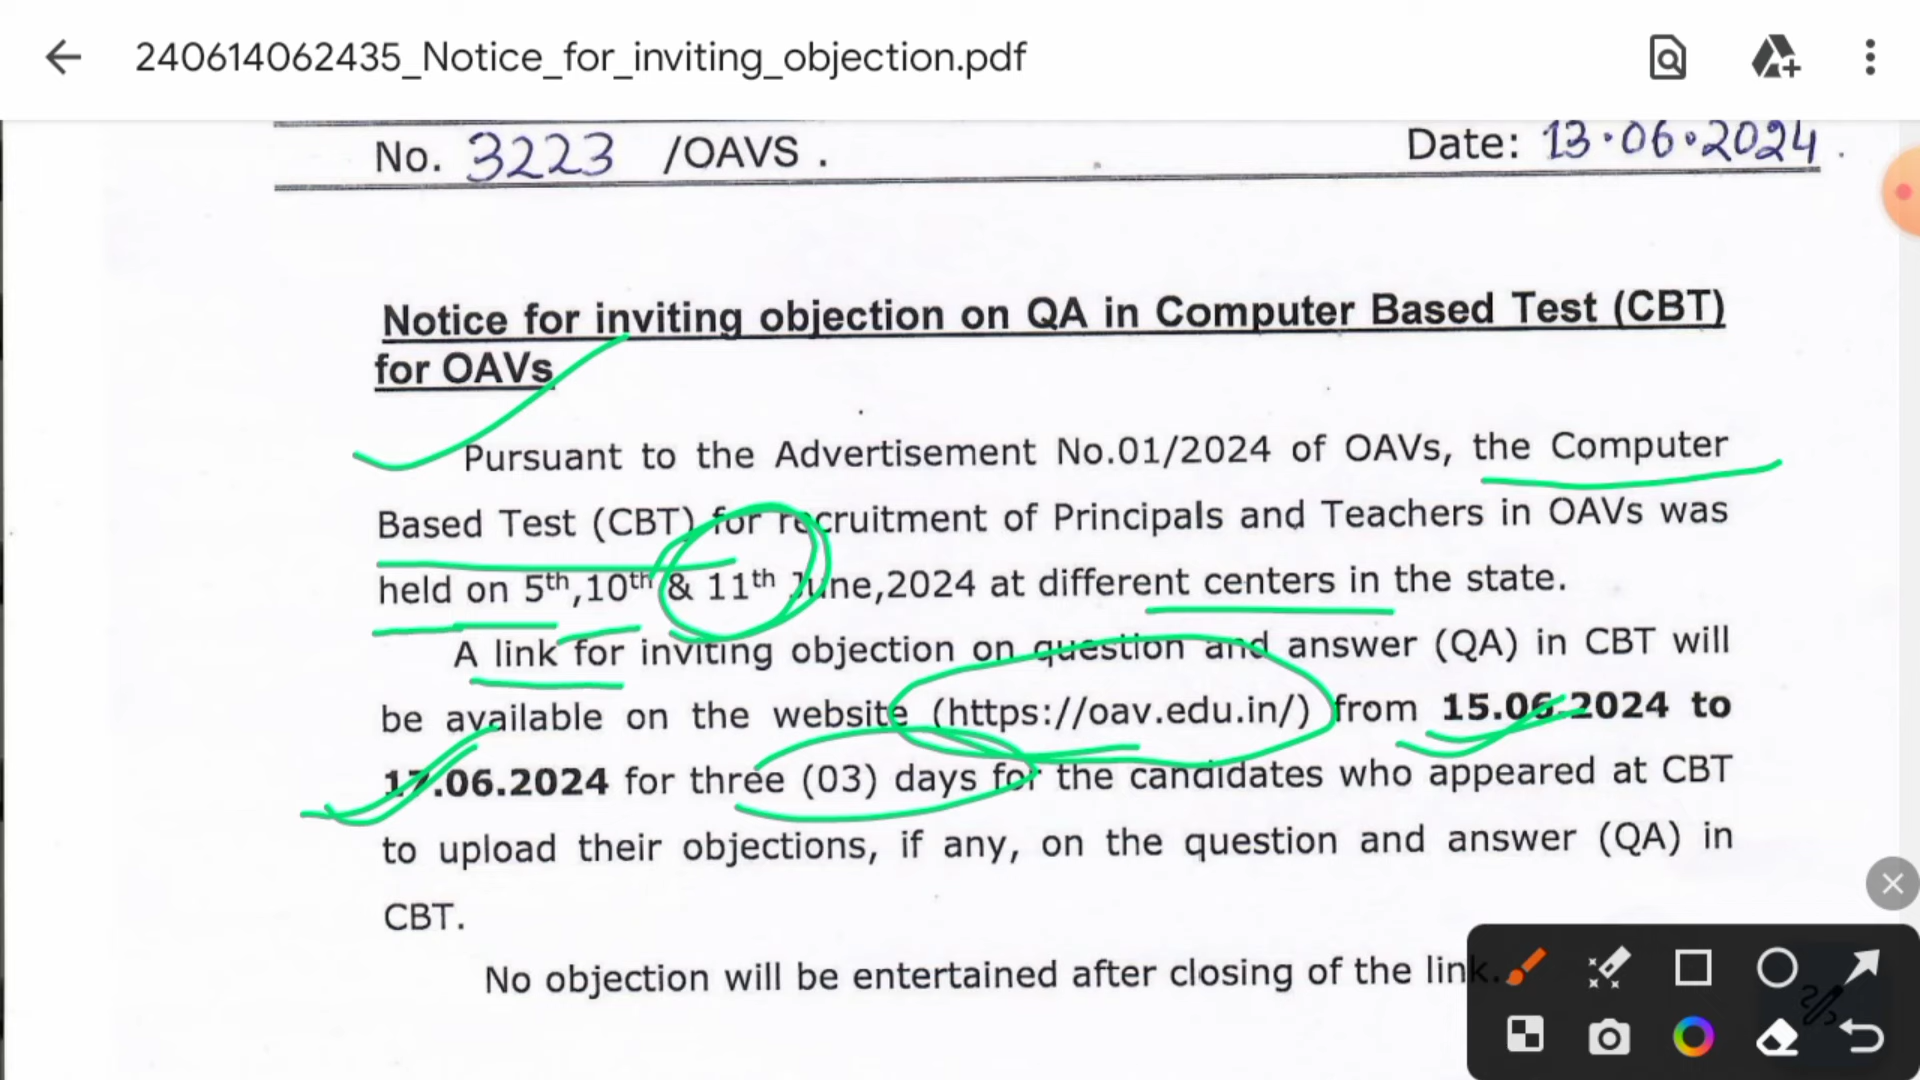 240614062435_Notice_for_inviting_objection.pdf
No. 3223 /OAVS .
Date: 13.06.2024 .
Notice for inviting objection on QA in Computer Based Test (CBT)
for OAVs
Pursuant to the Advertisement No.01/2024 of OAVs, the Computer
Based Test (CBT) for recruitment of Principals and Teachers in OAVs was
held on 5th,10th & 11th June,2024 at different centers in the state.
A link for inviting objection on question and answer (QA) in CBT will
be available on the website (https://oav.edu.in/) from 15.06.2024 to
17.06.2024 for three (03) days for the candidates who appeared at CBT
to upload their objections, if any, on the question and answer (QA) in
CBT.
No objection will be entertained after closing of the link.